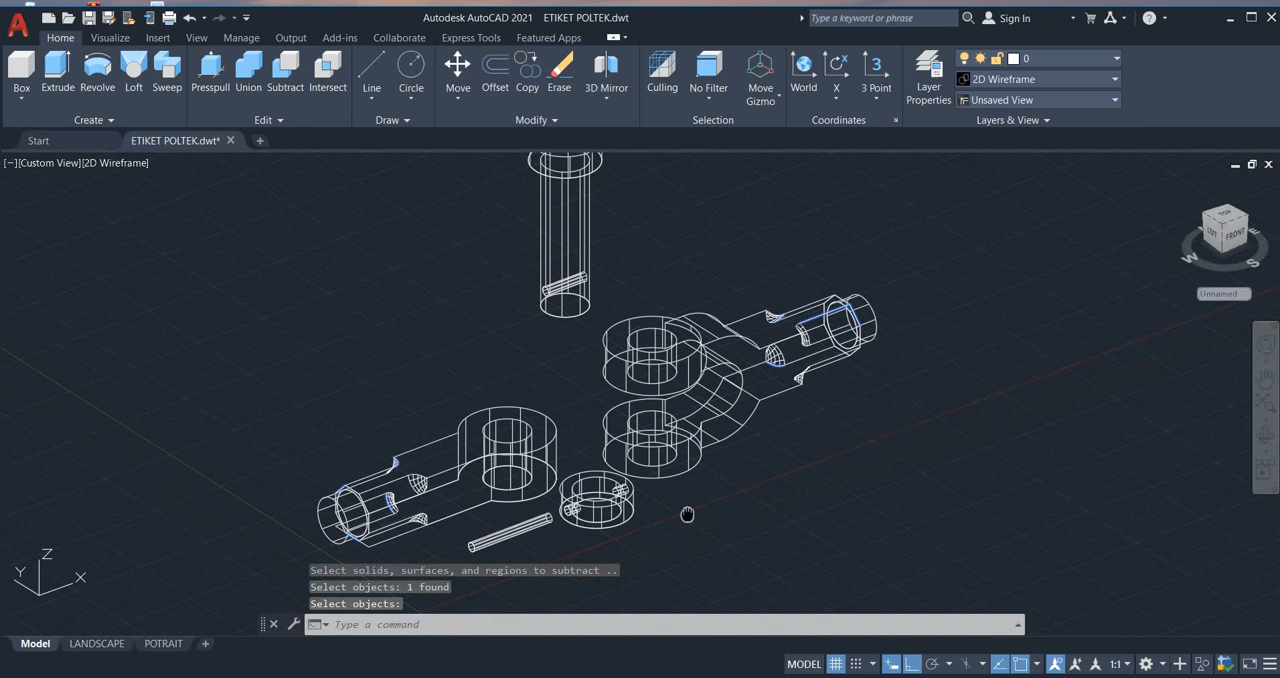 Autodesk AutoCAD 2021 ETIKET POLTEK.dwt
Type a keyword or phrase
Sign In
Home Visualize Insert View Manage Output Add-ins Collaborate Express Tools Featured Apps
Box Extrude Revolve Loft Sweep Presspull Union Subtract Intersect Line Circle Move Offset Copy Erase 3D Mirror Culling No Filter Move Gizmo World X 3 Point Layer Properties
0
2D Wireframe
Unsaved View
Create Edit Draw Modify Selection Coordinates Layers & View
Start ETIKET POLTEK.dwt*
[−][Custom View][2D Wireframe]
TOP
LEFT FRONT
W S
Unnamed
Z
Y X
Select solids, surfaces, and regions to subtract ..
Select objects: 1 found
Select objects:
Type a command
Model LANDSCAPE POTRAIT
MODEL 1:1